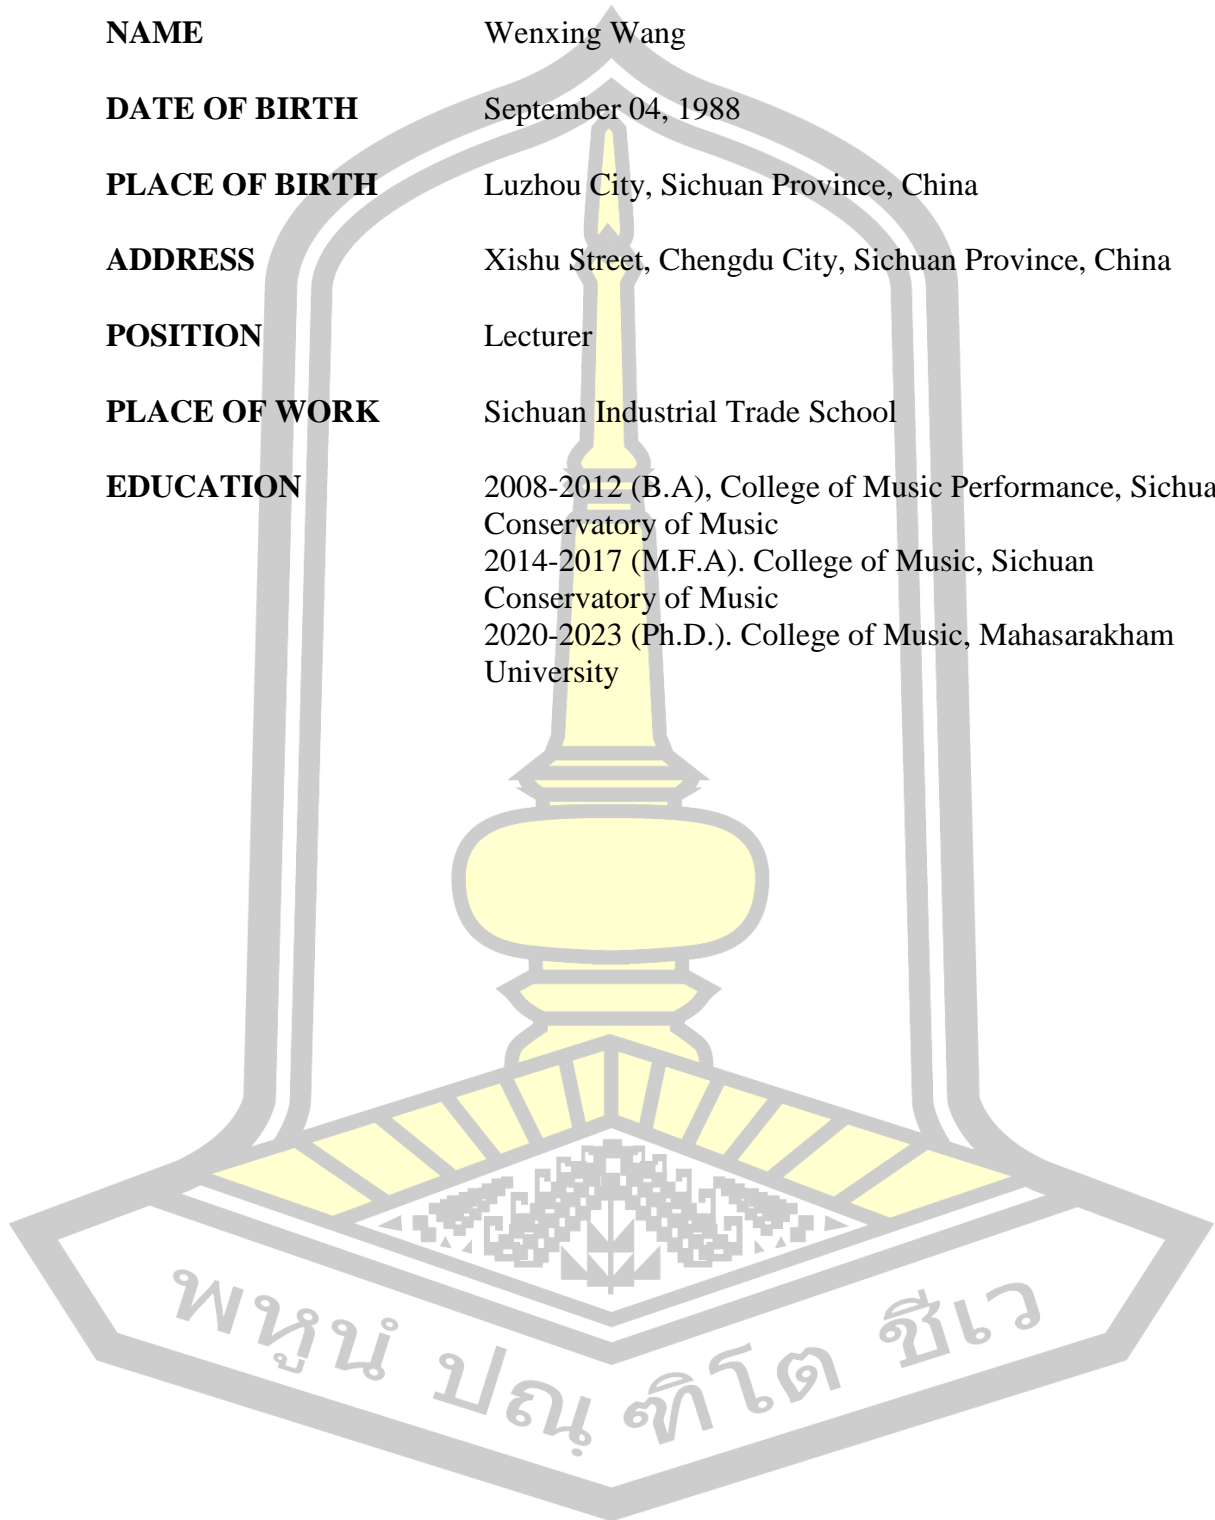 NAME Wenxing Wang
DATE OF BIRTH September 04, 1988
PLACE OF BIRTH Luzhou City, Sichuan Province, China
ADDRESS Xishu Street, Chengdu City, Sichuan Province, China
POSITION Lecturer
PLACE OF WORK Sichuan Industrial Trade School
EDUCATION 2008-2012 (B.A), College of Music Performance, Sichua
Conservatory of Music
2014-2017 (M.F.A). College of Music, Sichuan
Conservatory of Music
2020-2023 (Ph.D.). College of Music, Mahasarakham
University
พหูนํ ปณฺฑิโต ชีเว